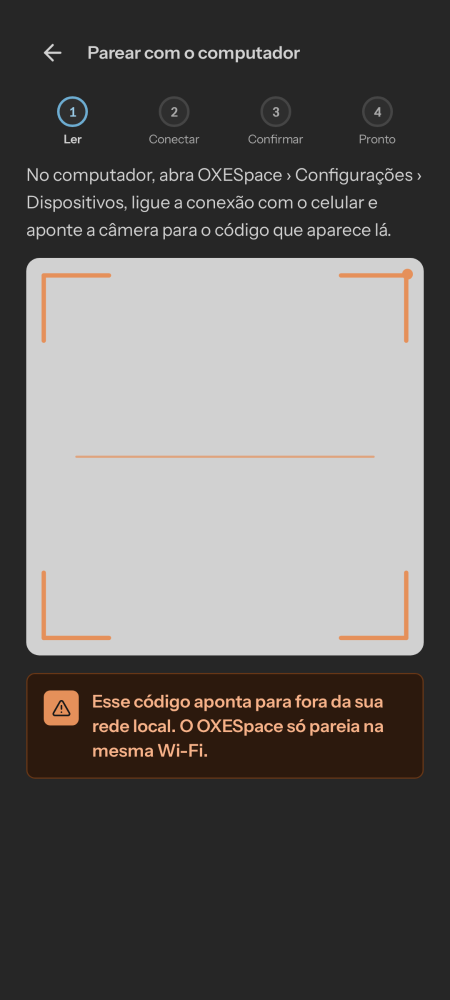 Parear com o computador
1
2
3
4
Ler
Conectar
Confirmar
Pronto
No computador, abra OXESpace › Configurações ›
Dispositivos, ligue a conexão com o celular e
aponte a câmera para o código que aparece lá.
Esse código aponta para fora da sua
rede local. O OXESpace só pareia na
mesma Wi-Fi.